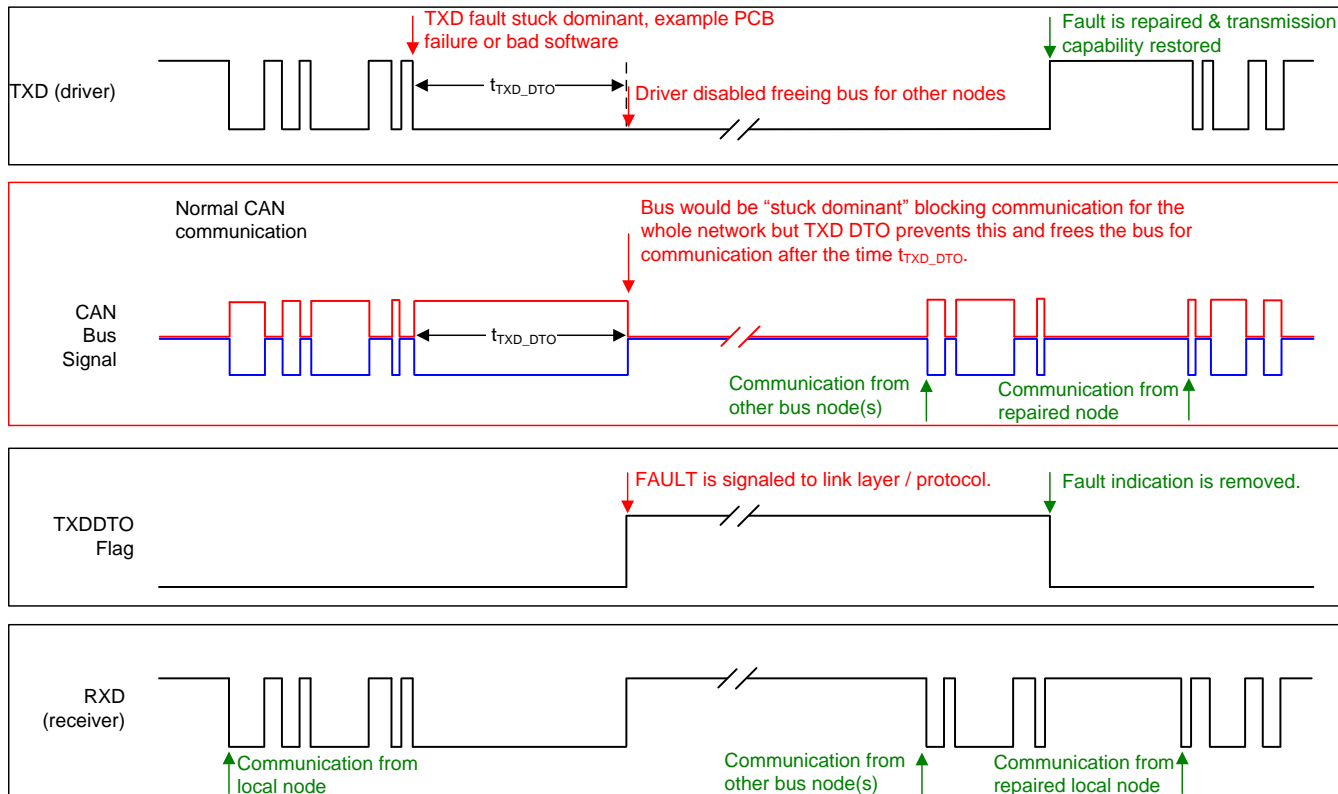 TXD fault stuck dominant, example PCB
failure or bad software
Fault is repaired & transmission
capability restored
TXD (driver)
tTXD_DTO
Driver disabled freeing bus for other nodes
Normal CAN
communication
Bus would be “stuck dominant” blocking communication for the
whole network but TXD DTO prevents this and frees the bus for
communication after the time tTXD_DTO.
CAN
Bus
Signal
tTXD_DTO
Communication from
other bus node(s)
Communication from
repaired node
FAULT is signaled to link layer / protocol.
Fault indication is removed.
TXDDTO
Flag
RXD
(receiver)
Communication from
local node
Communication from
other bus node(s)
Communication from
repaired local node